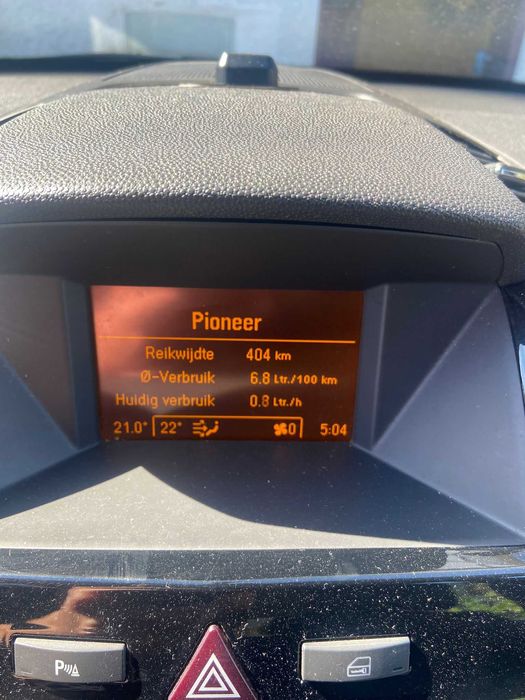 Pioneer
Reikwijdte 404 km
Ø-Verbruik 6.8 Ltr./100 km
Huidig verbruik 0.8 Ltr./h
21.0° 22° 0 5:04
P